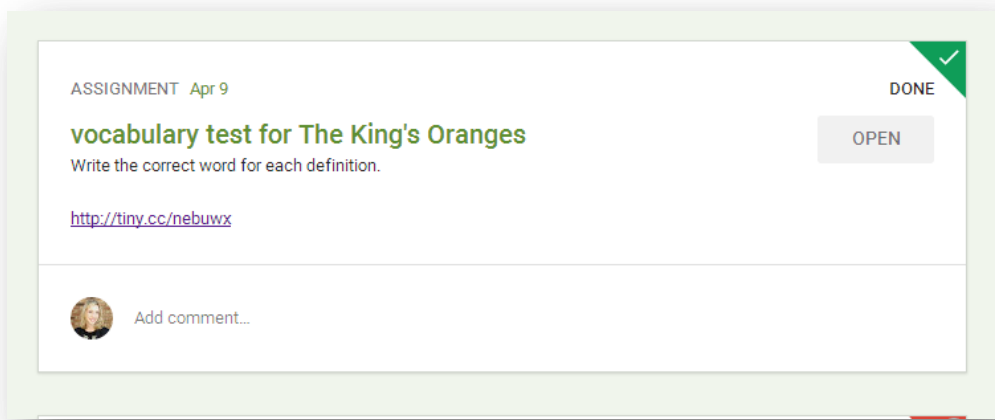 ASSIGNMENT Apr 9
DONE
vocabulary test for The King's Oranges
OPEN
Write the correct word for each definition.
http://tiny.cc/nebuwx
Add comment...